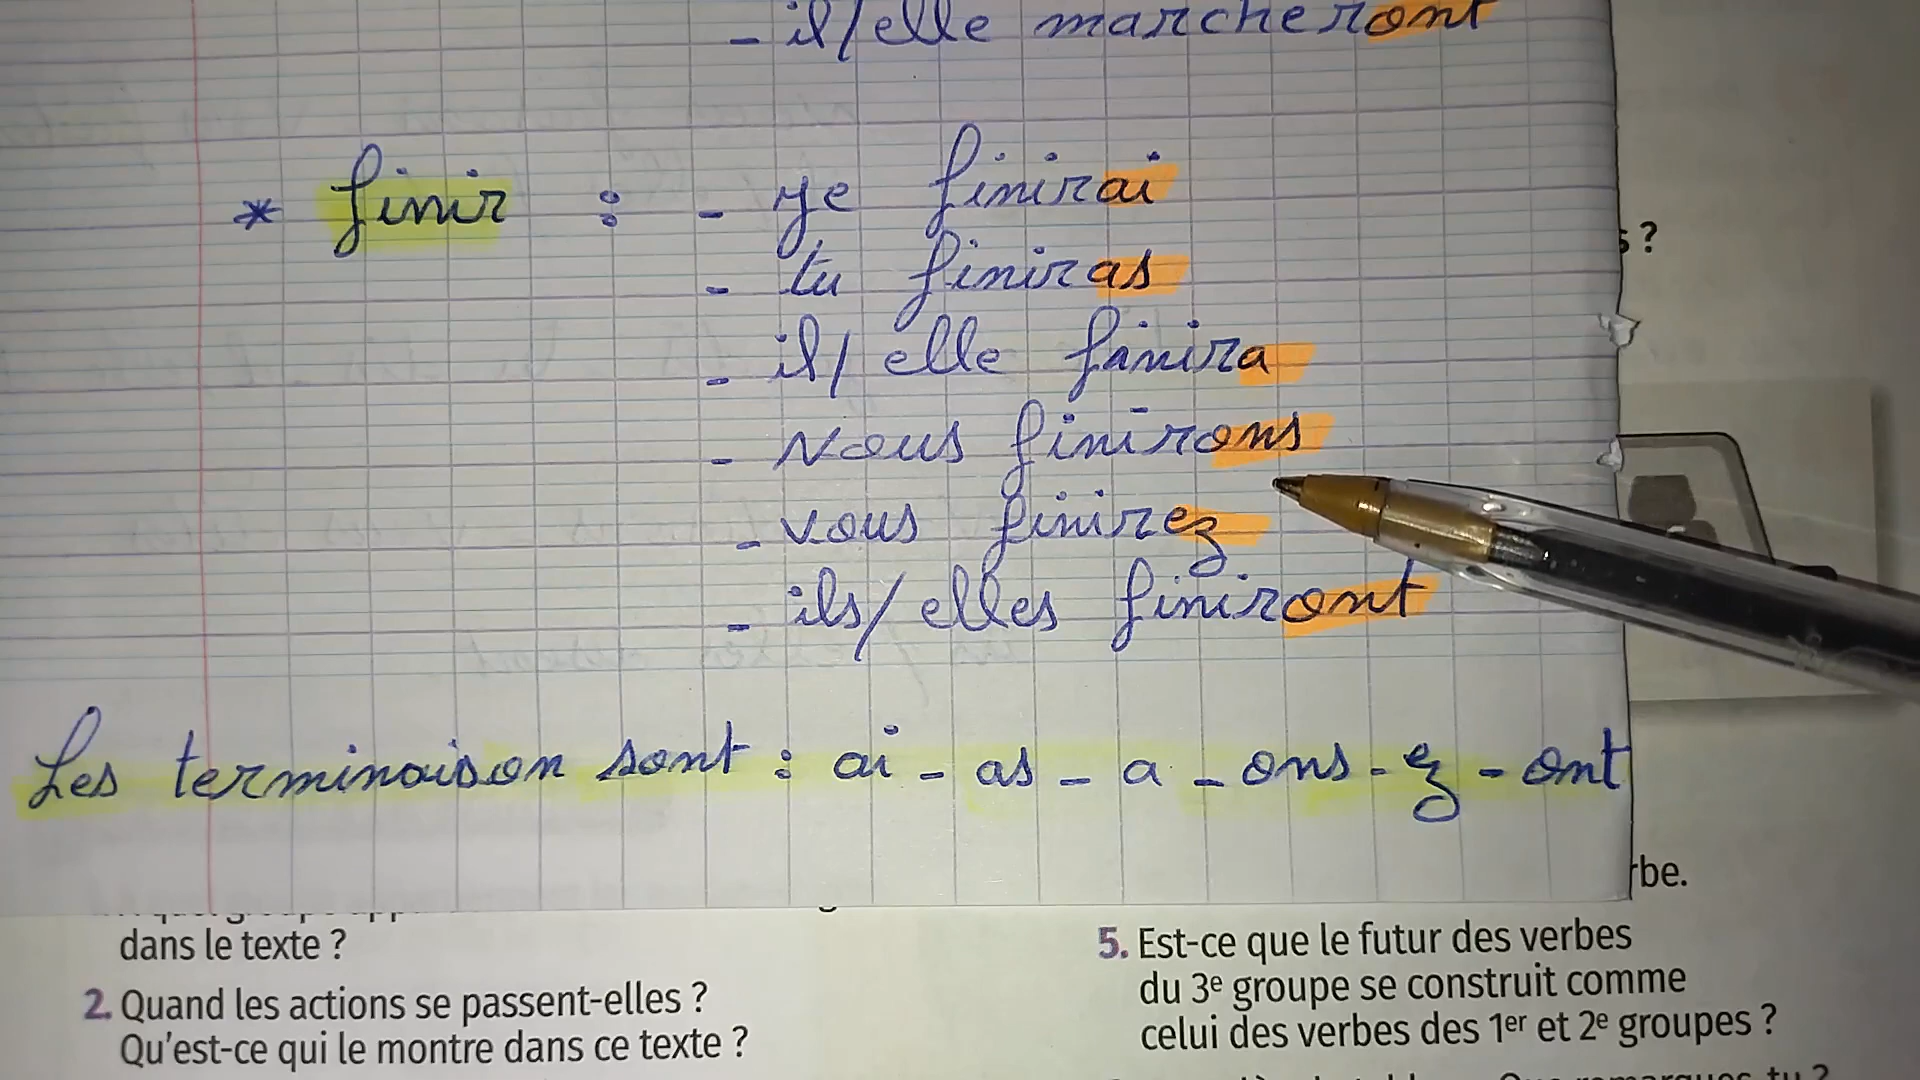 - il/elle marcheront
* finir : - je finirai
- tu finiras
- il/elle finira
- Nous finirons
- vous finirez
- ils/elles finiront
Les terminaison sont : ai - as - a - ons - ez - ont
s ?
rbe.
dans le texte ?
2. Quand les actions se passent-elles ?
Qu'est-ce qui le montre dans ce texte ?
5. Est-ce que le futur des verbes
du 3e groupe se construit comme
celui des verbes des 1er et 2e groupes ?